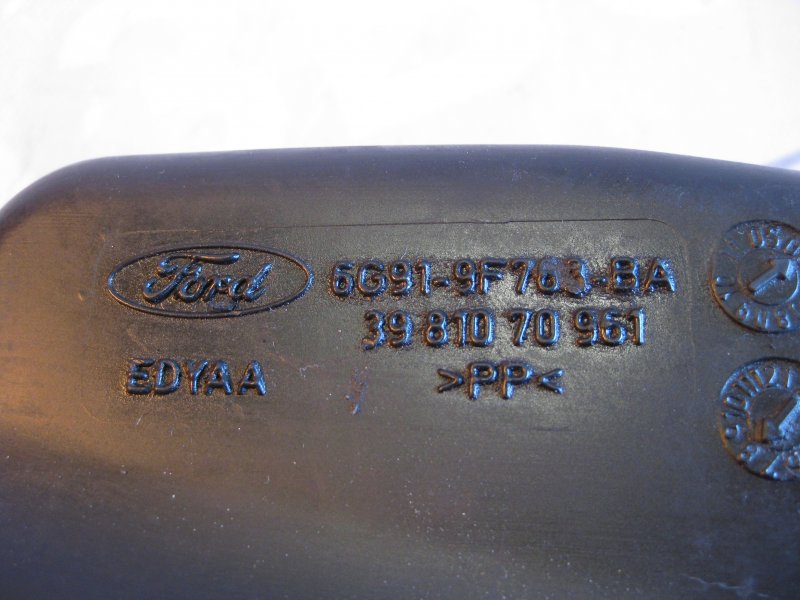 Ford 6G91-9F763-BA
39 810 70 961
EDYAA >PP<